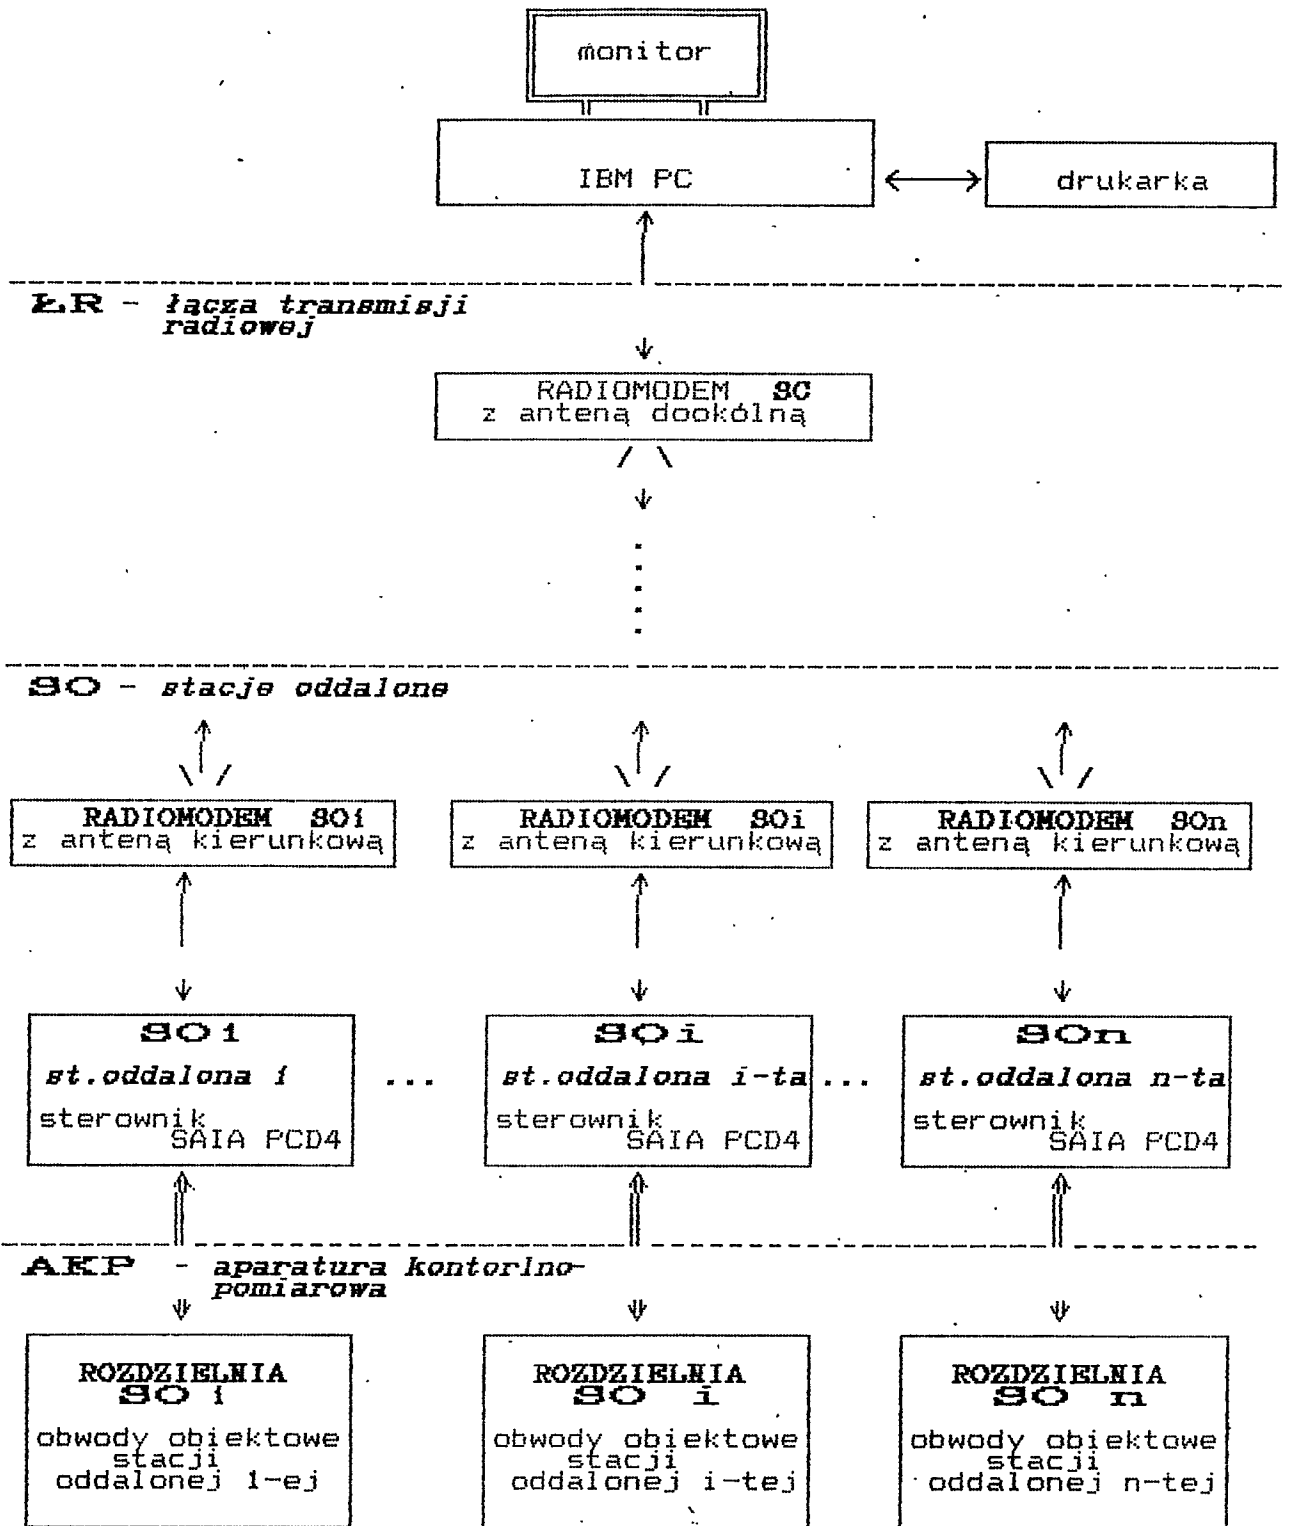 monitor
IBM PC
drukarka
ŁR - łącza transmisji
radiowej
RADIOMODEM SC
z anteną dookólną
SO - stacje oddalone
RADIOMODEM SO1
z anteną kierunkową
RADIOMODEM SOi
z anteną kierunkową
RADIOMODEM SOn
z anteną kierunkową
SO1
st.oddalona 1
sterownik
SAIA PCD4
...
SOi
st.oddalona i-ta
sterownik
SAIA PCD4
...
SOn
st.oddalona n-ta
sterownik
SAIA PCD4
AKP - aparatura kontorlno-
pomiarowa
ROZDZIELNIA
SO 1
obwody obiektowe
stacji
oddalonej 1-ej
ROZDZIELNIA
SO i
obwody obiektowe
stacji
oddalonej i-tej
ROZDZIELNIA
SO n
obwody obiektowe
stacji
oddalonej n-tej